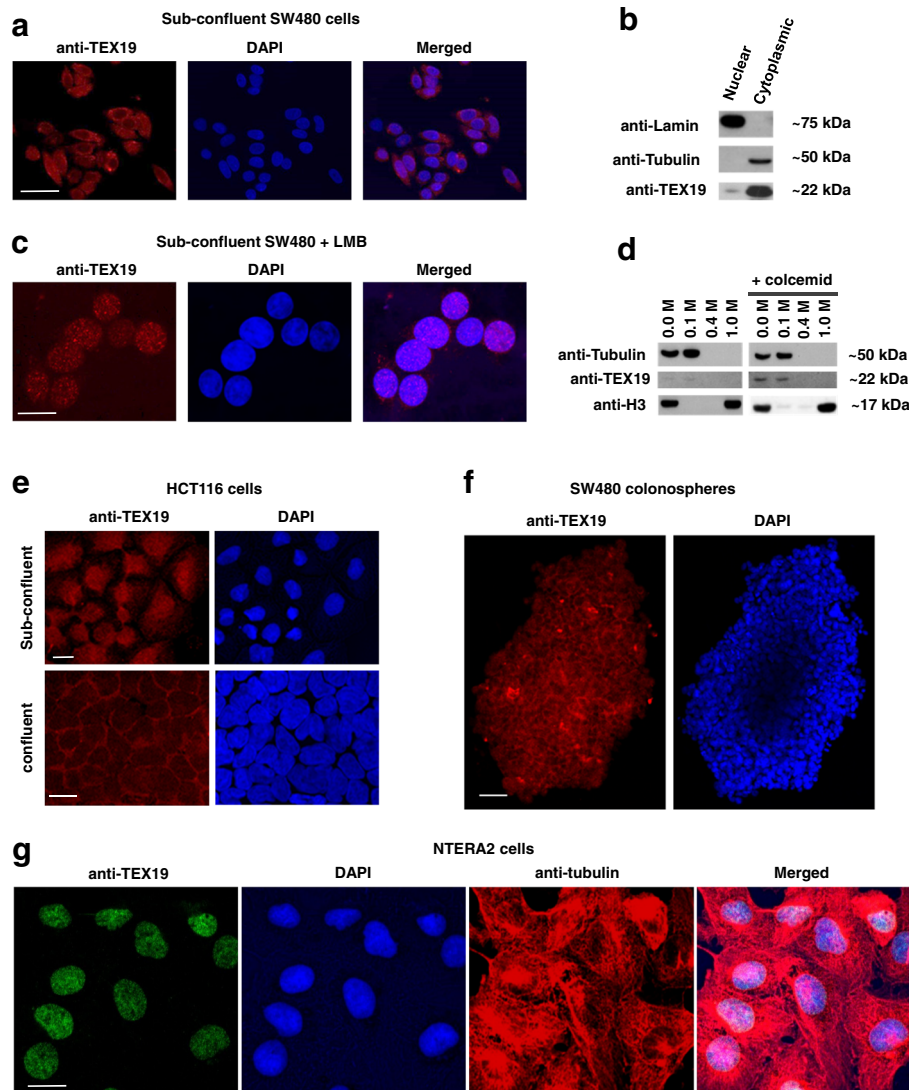 a
Sub-confluent SW480 cells
anti-TEX19 DAPI Merged
b
Nuclear
Cytoplasmic
anti-Lamin ~75 kDa
anti-Tubulin ~50 kDa
anti-TEX19 ~22 kDa
c
Sub-confluent SW480 + LMB
anti-TEX19 DAPI Merged
d
+ colcemid
0.0 M 0.1 M 0.4 M 1.0 M 0.0 M 0.1 M 0.4 M 1.0 M
anti-Tubulin ~50 kDa
anti-TEX19 ~22 kDa
anti-H3 ~17 kDa
e
HCT116 cells
anti-TEX19 DAPI
Sub-confluent
confluent
f
SW480 colonospheres
anti-TEX19 DAPI
g
NTERA2 cells
anti-TEX19 DAPI anti-tubulin Merged